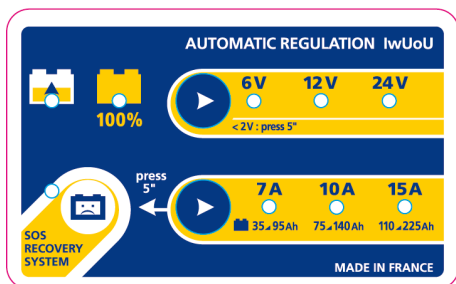 AUTOMATIC REGULATION IwUoU
6V 12V 24V
100%
< 2V : press 5"
press
5"
7A 10A 15A
35 95Ah 75 140Ah 110 225Ah
SOS
RECOVERY
SYSTEM
MADE IN FRANCE